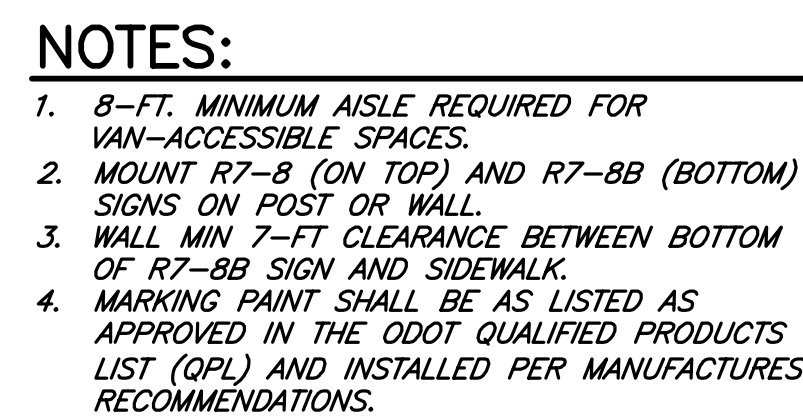 NOTES:
1. 8-FT. MINIMUM AISLE REQUIRED FOR
VAN-ACCESSIBLE SPACES.
2. MOUNT R7-8 (ON TOP) AND R7-8B (BOTTOM)
SIGNS ON POST OR WALL.
3. WALL MIN 7-FT CLEARANCE BETWEEN BOTTOM
OF R7-8B SIGN AND SIDEWALK.
4. MARKING PAINT SHALL BE AS LISTED AS
APPROVED IN THE ODOT QUALIFIED PRODUCTS
LIST (QPL) AND INSTALLED PER MANUFACTURES
RECOMMENDATIONS.